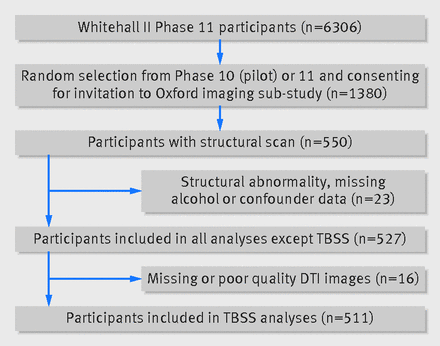 Whitehall II Phase 11 participants (n=6306)
Random selection from Phase 10 (pilot) or 11 and consenting
for invitation to Oxford imaging sub-study (n=1380)
Participants with structural scan (n=550)
Structural abnormality, missing
alcohol or confounder data (n=23)
Participants included in all analyses except TBSS (n=527)
Missing or poor quality DTI images (n=16)
Participants included in TBSS analyses (n=511)